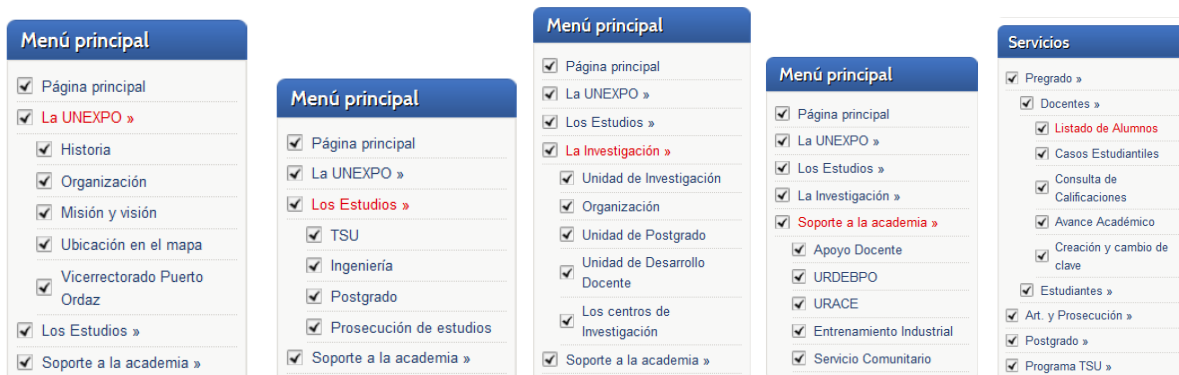 Menú principal
Página principal
La UNEXPO »
Historia
Organización
Misión y visión
Ubicación en el mapa
Vicerrectorado Puerto
Ordaz
Los Estudios »
Soporte a la academia »
Menú principal
Página principal
La UNEXPO »
Los Estudios »
TSU
Ingeniería
Postgrado
Prosecución de estudios
Soporte a la academia »
Menú principal
Página principal
La UNEXPO »
Los Estudios »
La Investigación »
Unidad de Investigación
Organización
Unidad de Postgrado
Unidad de Desarrollo
Docente
Los centros de
Investigación
Soporte a la academia »
Menú principal
Página principal
La UNEXPO »
Los Estudios »
La Investigación »
Soporte a la academia »
Apoyo Docente
URDEBPO
URACE
Entrenamiento Industrial
Servicio Comunitario
Servicios
Pregrado »
Docentes »
Listado de Alumnos
Casos Estudiantiles
Consulta de
Calificaciones
Avance Académico
Creación y cambio de
clave
Estudiantes »
Art. y Prosecución »
Postgrado »
Programa TSU »